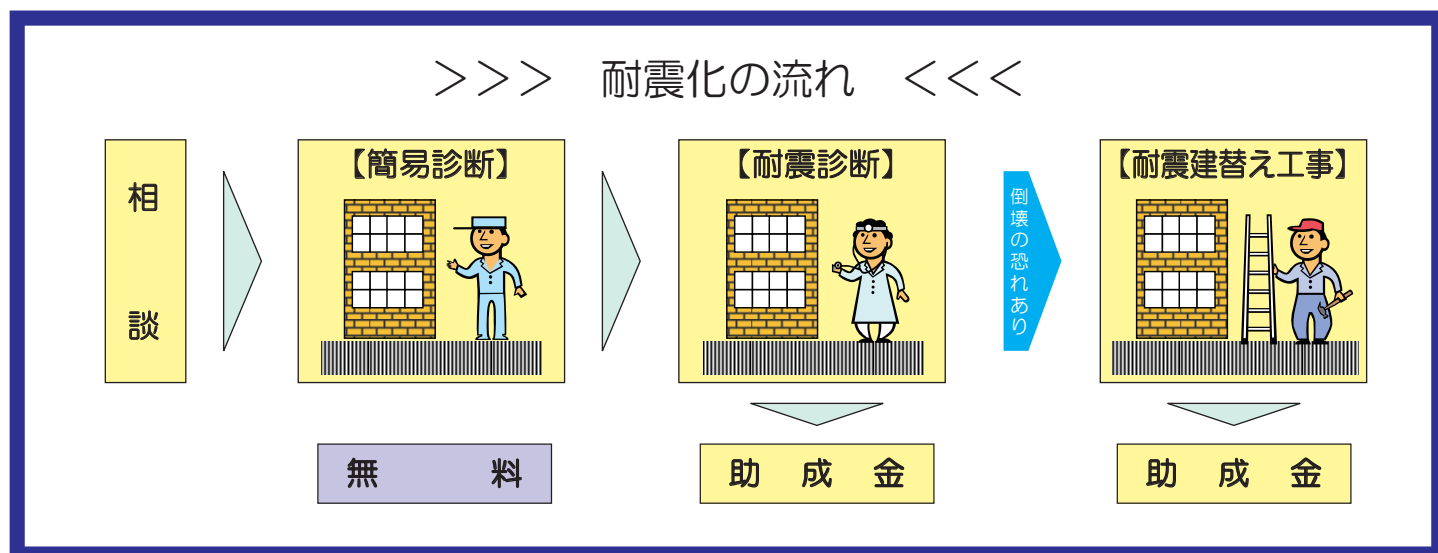 >>> 耐震化の流れ <<<
相談
【簡易診断】
【耐震診断】
倒壊の恐れあり
【耐震建替え工事】
無料
助成金
助成金